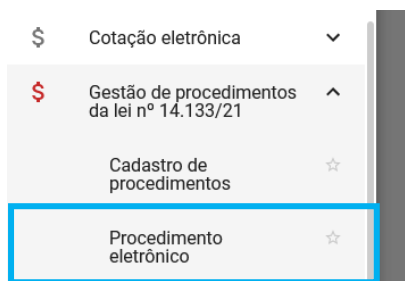 $ Cotação eletrônica
$ Gestão de procedimentos
da lei nº 14.133/21
Cadastro de
procedimentos
Procedimento
eletrônico